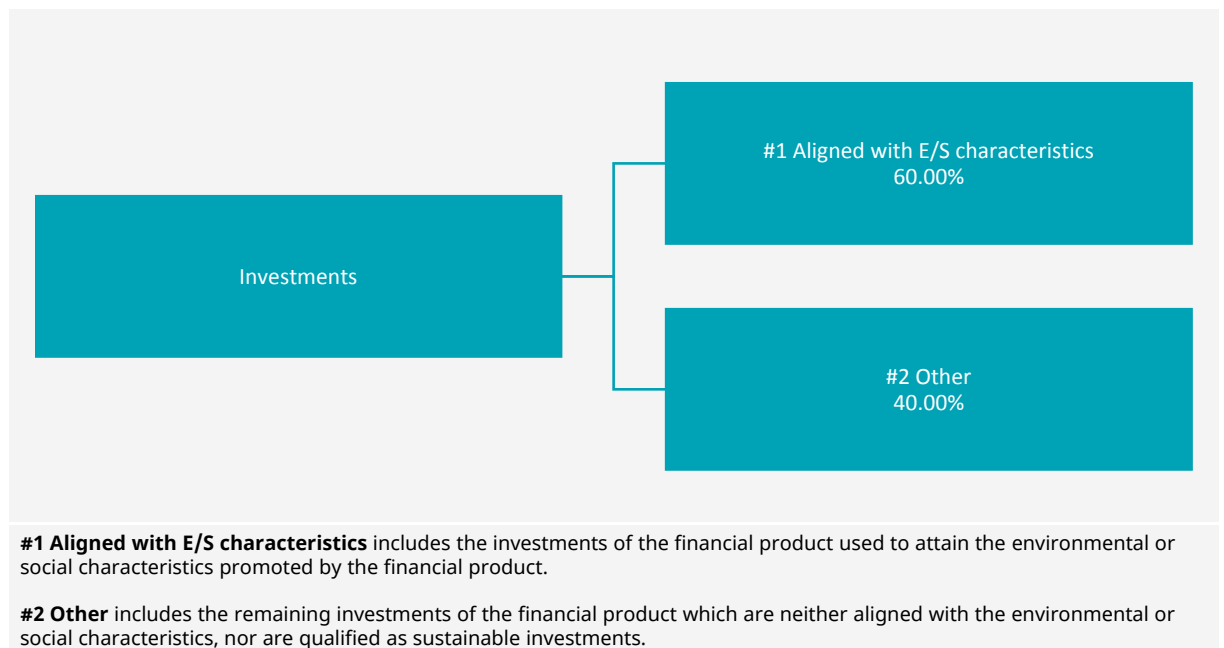 #1 Aligned with E/S characteristics
60.00%
Investments
#2 Other
40.00%
#1 Aligned with E/S characteristics includes the investments of the financial product used to attain the environmental or
social characteristics promoted by the financial product.
#2 Other includes the remaining investments of the financial product which are neither aligned with the environmental or
social characteristics, nor are qualified as sustainable investments.